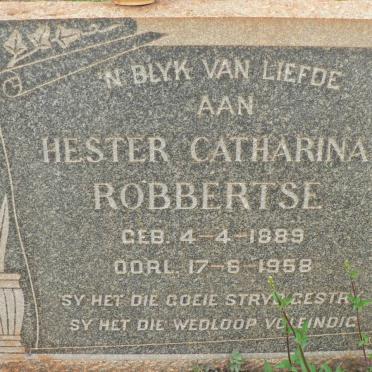 'N BLYK VAN LIEFDE
AAN
HESTER CATHARINA
ROBBERTSE
GEB. 4-4-1889
OORL. 17-6-1958
SY HET DIE GOEIE STRYD GESTRY
SY HET DIE WEDLOOP VOLEINDIG